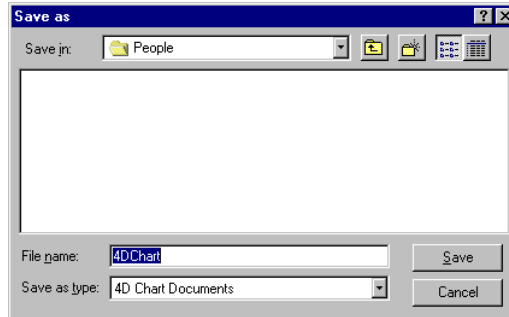 Save as
Save in: People
File name: 4DChart Save
Save as type: 4D Chart Documents Cancel